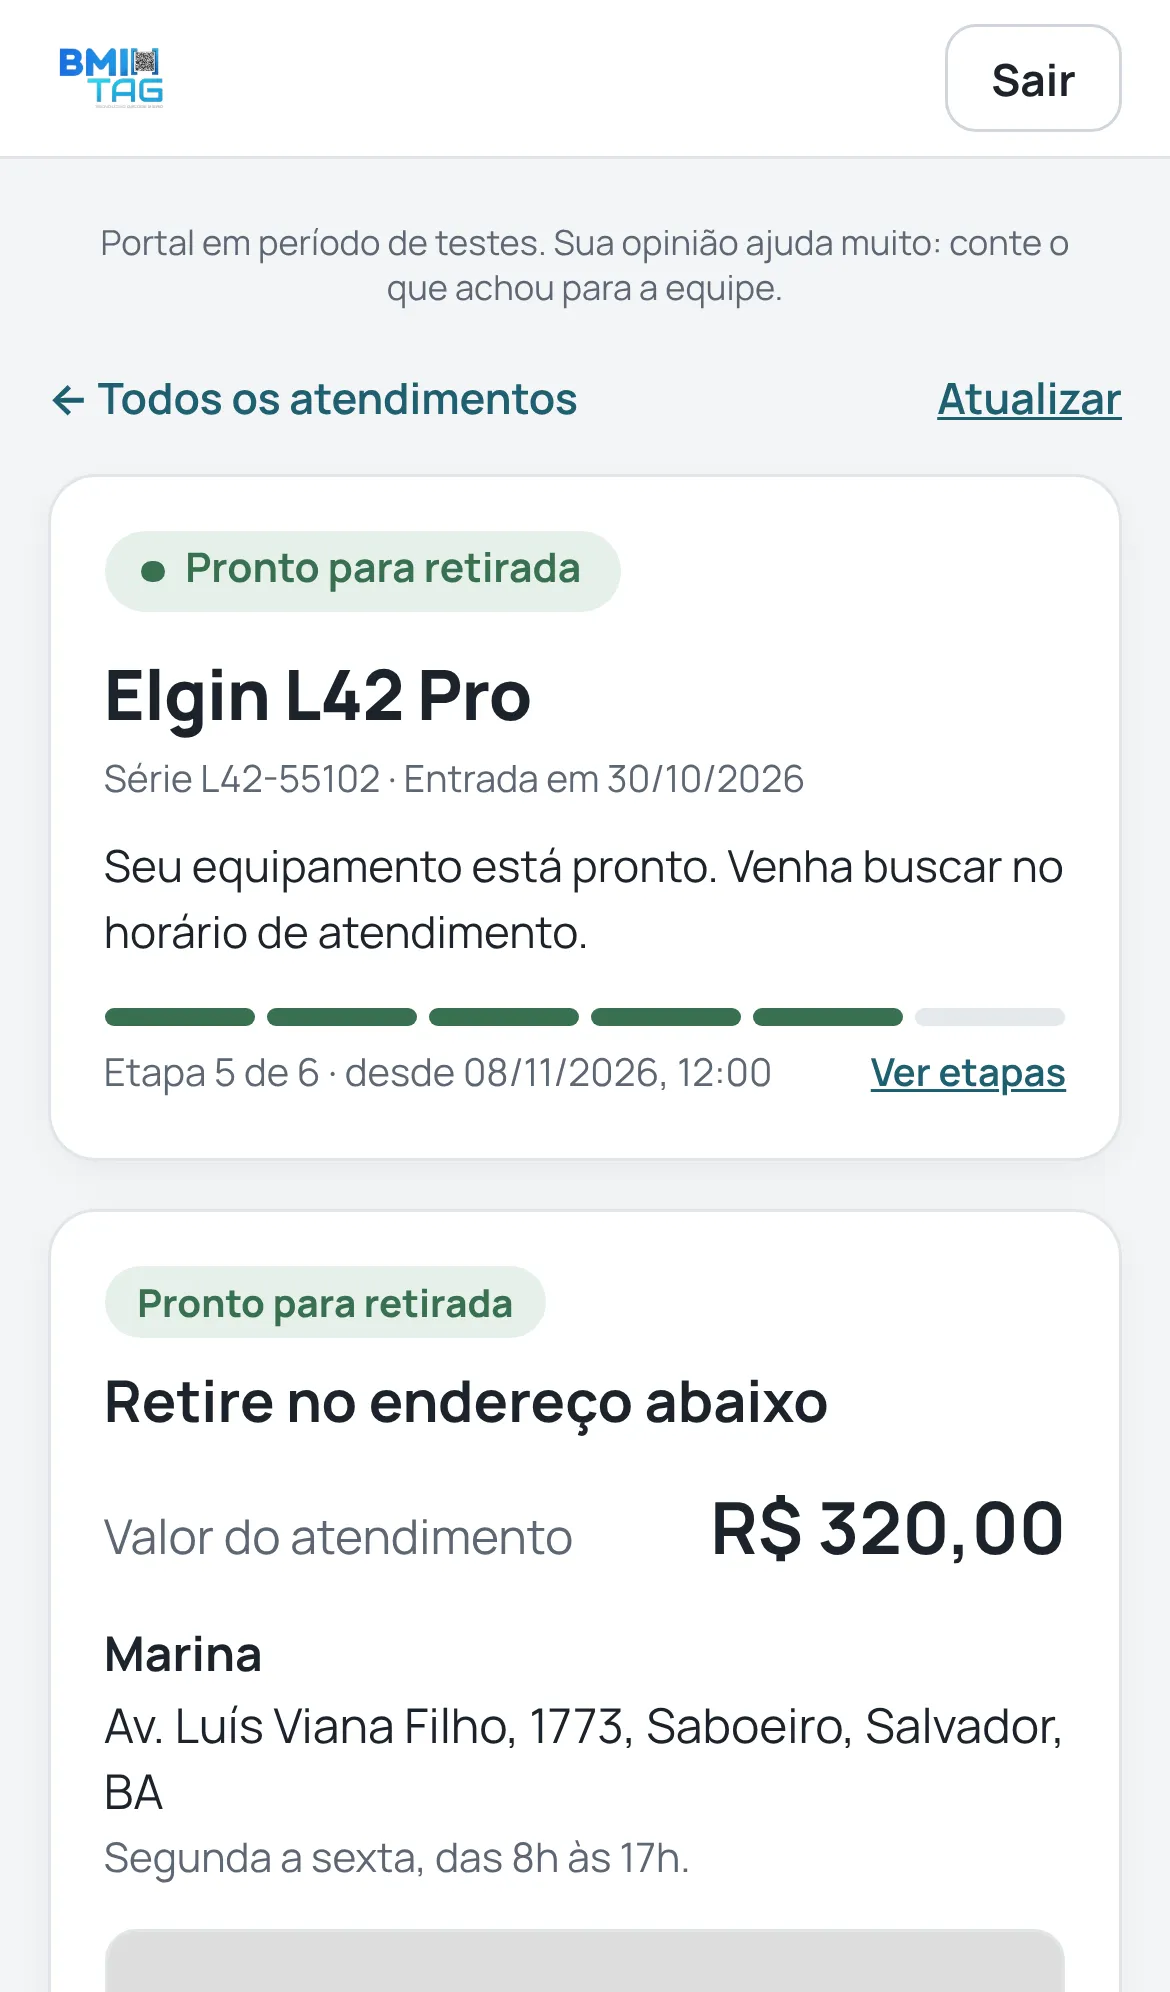 BMI
TAG
Sair
Portal em período de testes. Sua opinião ajuda muito: conte o
que achou para a equipe.
← Todos os atendimentos
Atualizar
Pronto para retirada
Elgin L42 Pro
Série L42-55102 · Entrada em 30/10/2026
Seu equipamento está pronto. Venha buscar no
horário de atendimento.
Etapa 5 de 6 · desde 08/11/2026, 12:00
Ver etapas
Pronto para retirada
Retire no endereço abaixo
Valor do atendimento
R$ 320,00
Marina
Av. Luís Viana Filho, 1773, Saboeiro, Salvador,
BA
Segunda a sexta, das 8h às 17h.